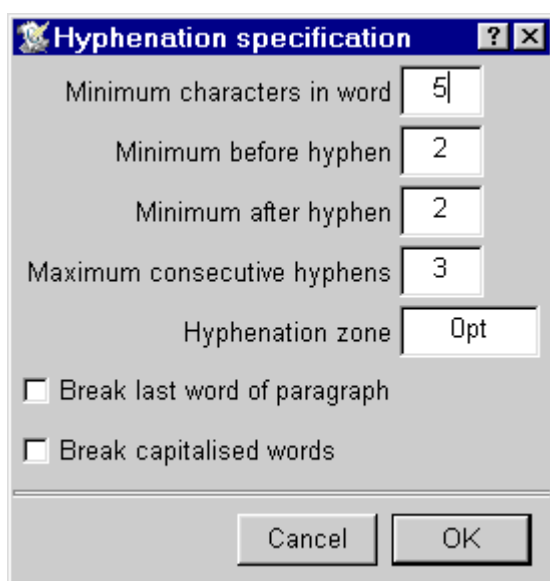 Hyphenation specification ? ×
Minimum characters in word 5
Minimum before hyphen 2
Minimum after hyphen 2
Maximum consecutive hyphens 3
Hyphenation zone 0pt
Break last word of paragraph
Break capitalised words
Cancel OK